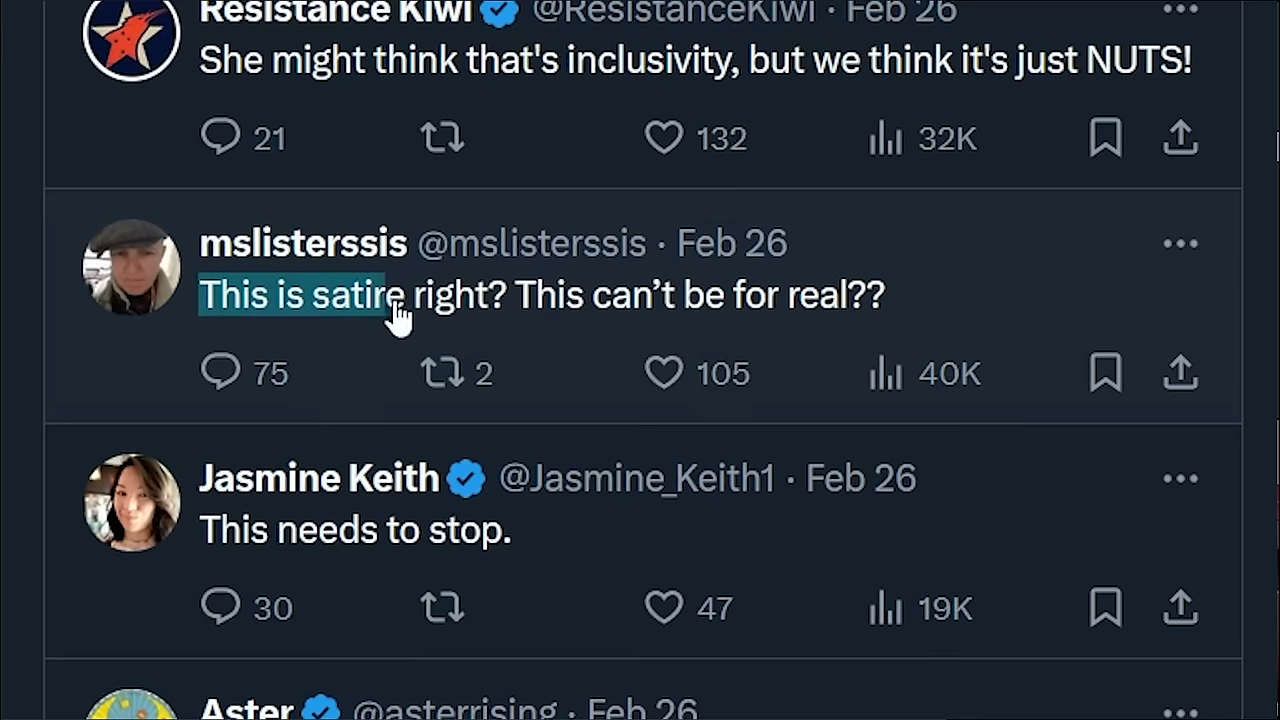 Resistance Kiwi @ResistanceKiwi · Feb 26
She might think that's inclusivity, but we think it's just NUTS!
21 132 32K
mslisterssis @mslisterssis · Feb 26
This is satire right? This can’t be for real??
75 2 105 40K
Jasmine Keith @Jasmine_Keith1 · Feb 26
This needs to stop.
30 47 19K
Aster @asterrising · Feb 26